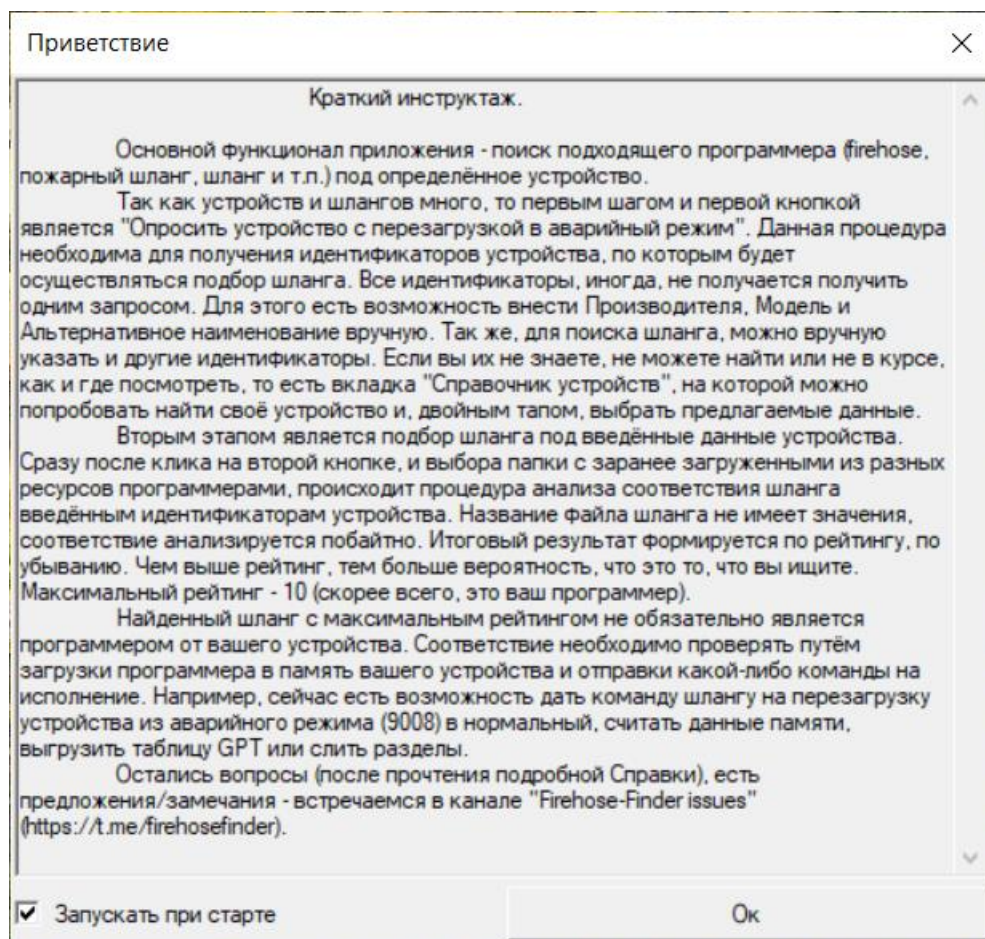 Приветствие
Краткий инструктаж.
Основной функционал приложения - поиск подходящего программера (firehose,
пожарный шланг, шланг и т.п.) под определённое устройство.
Так как устройств и шлангов много, то первым шагом и первой кнопкой
является "Опросить устройство с перезагрузкой в аварийный режим". Данная процедура
необходима для получения идентификаторов устройства, по которым будет
осуществляться подбор шланга. Все идентификаторы, иногда, не получается получить
одним запросом. Для этого есть возможность внести Производителя, Модель и
Альтернативное наименование вручную. Так же, для поиска шланга, можно вручную
указать и другие идентификаторы. Если вы их не знаете, не можете найти или не в курсе,
как и где посмотреть, то есть вкладка "Справочник устройств", на которой можно
попробовать найти своё устройство и, двойным тапом, выбрать предлагаемые данные.
Вторым этапом является подбор шланга под введённые данные устройства.
Сразу после клика на второй кнопке, и выбора папки с заранее загруженными из разных
ресурсов программерами, происходит процедура анализа соответствия шланга
введённым идентификаторам устройства. Название файла шланга не имеет значения,
соответствие анализируется побайтно. Итоговый результат формируется по рейтингу, по
убыванию. Чем выше рейтинг, тем больше вероятность, что это то, что вы ищите.
Максимальный рейтинг - 10 (скорее всего, это ваш программер).
Найденный шланг с максимальным рейтингом не обязательно является
программером от вашего устройства. Соответствие необходимо проверять путём
загрузки программера в память вашего устройства и отправки какой-либо команды на
исполнение. Например, сейчас есть возможность дать команду шлангу на перезагрузку
устройства из аварийного режима (9008) в нормальный, считать данные памяти,
выгрузить таблицу GPT или слить разделы.
Остались вопросы (после прочтения подробной Справки), есть
предложения/замечания - встречаемся в канале "Firehose-Finder issues"
(https://t.me/firehosefinder).
Запускать при старте
Ок